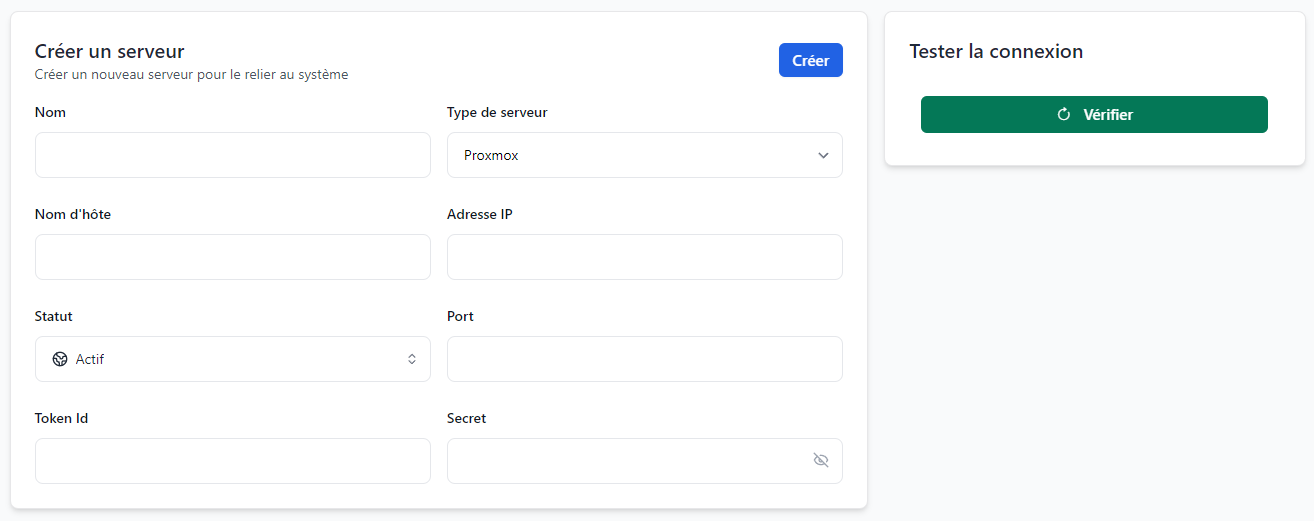 Créer un serveur
Créer un nouveau serveur pour le relier au système
Créer
Nom
Type de serveur
Proxmox
Nom d'hôte
Adresse IP
Statut
Port
Actif
Token Id
Secret
Tester la connexion
Vérifier